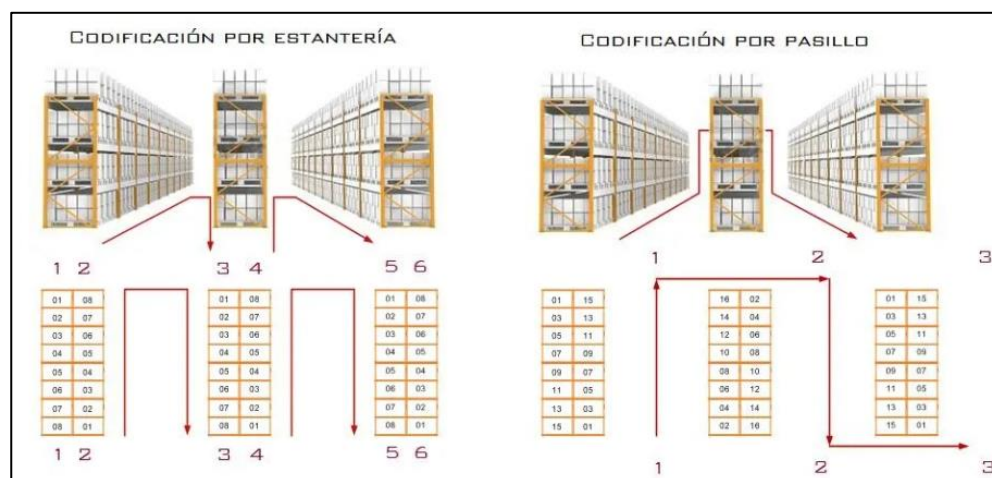 CODIFICACIÓN POR ESTANTERÍA
1 2 3 4 5 6
01 08 01 08 01 08
02 07 02 07 02 07
03 06 03 06 03 06
04 05 04 05 04 05
05 04 05 04 05 04
06 03 06 03 06 03
07 02 07 02 07 02
08 01 08 01 08 01
1 2 3 4 5 6
CODIFICACIÓN POR PASILLO
1 2 3
01 15 16 02 01 15
03 13 14 04 03 13
05 11 12 06 05 11
07 09 10 08 07 09
09 07 08 10 09 07
11 05 06 12 11 05
13 03 04 14 13 03
15 01 02 16 15 01
1 2 3